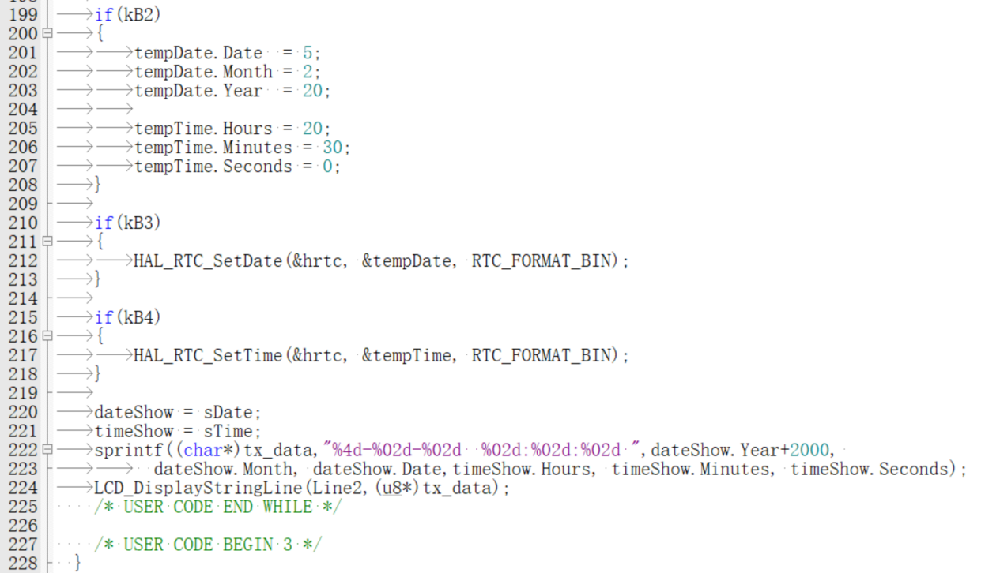 199 if(kB2)
200 {
201 tempDate.Date  = 5;
202 tempDate.Month = 2;
203 tempDate.Year  = 20;
204
205 tempTime.Hours = 20;
206 tempTime.Minutes = 30;
207 tempTime.Seconds = 0;
208 }
209
210 if(kB3)
211 {
212 HAL_RTC_SetDate(&hrtc, &tempDate, RTC_FORMAT_BIN);
213 }
214
215 if(kB4)
216 {
217 HAL_RTC_SetTime(&hrtc, &tempTime, RTC_FORMAT_BIN);
218 }
219
220 dateShow = sDate;
221 timeShow = sTime;
222 sprintf((char*)tx_data,"%4d-%02d-%02d  %02d:%02d:%02d ",dateShow.Year+2000,
223 dateShow.Month, dateShow.Date,timeShow.Hours, timeShow.Minutes, timeShow.Seconds);
224 LCD_DisplayStringLine(Line2,(u8*)tx_data);
225 /* USER CODE END WHILE */
226
227 /* USER CODE BEGIN 3 */
228 }